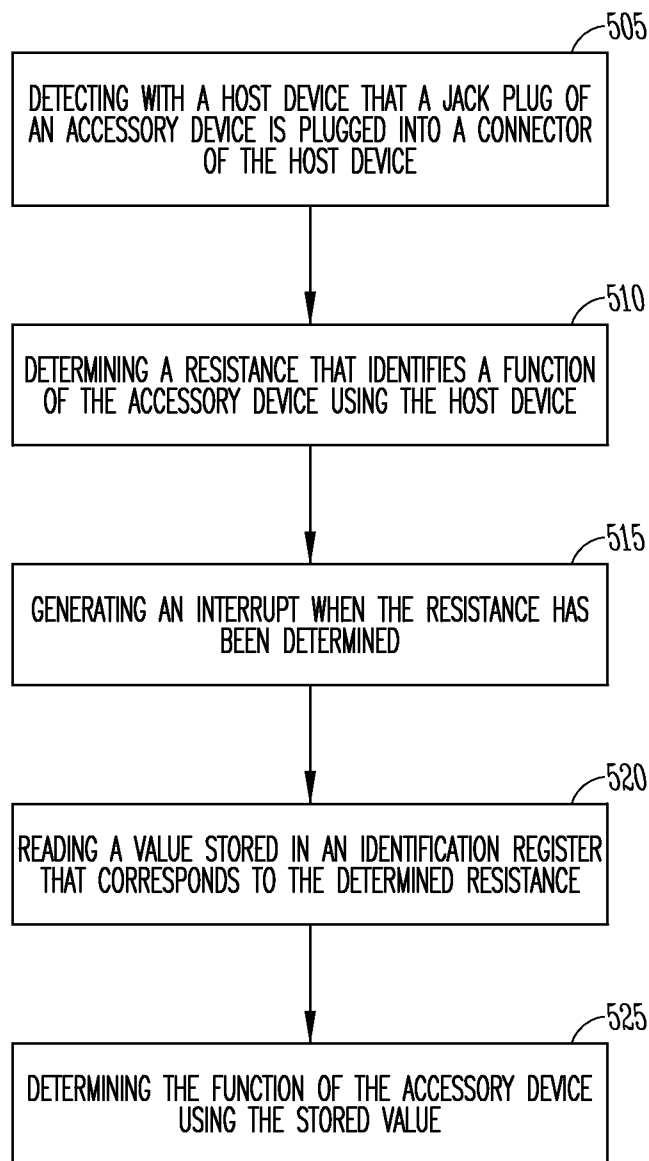 505
DETECTING WITH A HOST DEVICE THAT A JACK PLUG OF
AN ACCESSORY DEVICE IS PLUGGED INTO A CONNECTOR
OF THE HOST DEVICE
510
DETERMINING A RESISTANCE THAT IDENTIFIES A FUNCTION
OF THE ACCESSORY DEVICE USING THE HOST DEVICE
515
GENERATING AN INTERRUPT WHEN THE RESISTANCE HAS
BEEN DETERMINED
520
READING A VALUE STORED IN AN IDENTIFICATION REGISTER
THAT CORRESPONDS TO THE DETERMINED RESISTANCE
525
DETERMINING THE FUNCTION OF THE ACCESSORY DEVICE
USING THE STORED VALUE